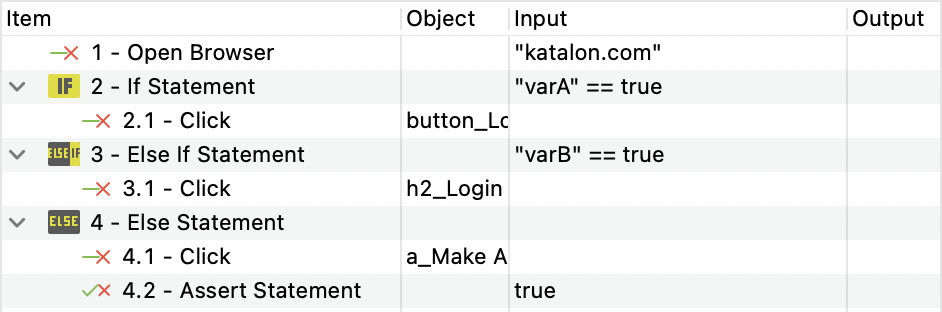 Item Object Input Output
1 - Open Browser "katalon.com"
IF 2 - If Statement "varA" == true
2.1 - Click button_Lo
ELSE IF 3 - Else If Statement "varB" == true
3.1 - Click h2_Login
ELSE 4 - Else Statement
4.1 - Click a_Make A
4.2 - Assert Statement true